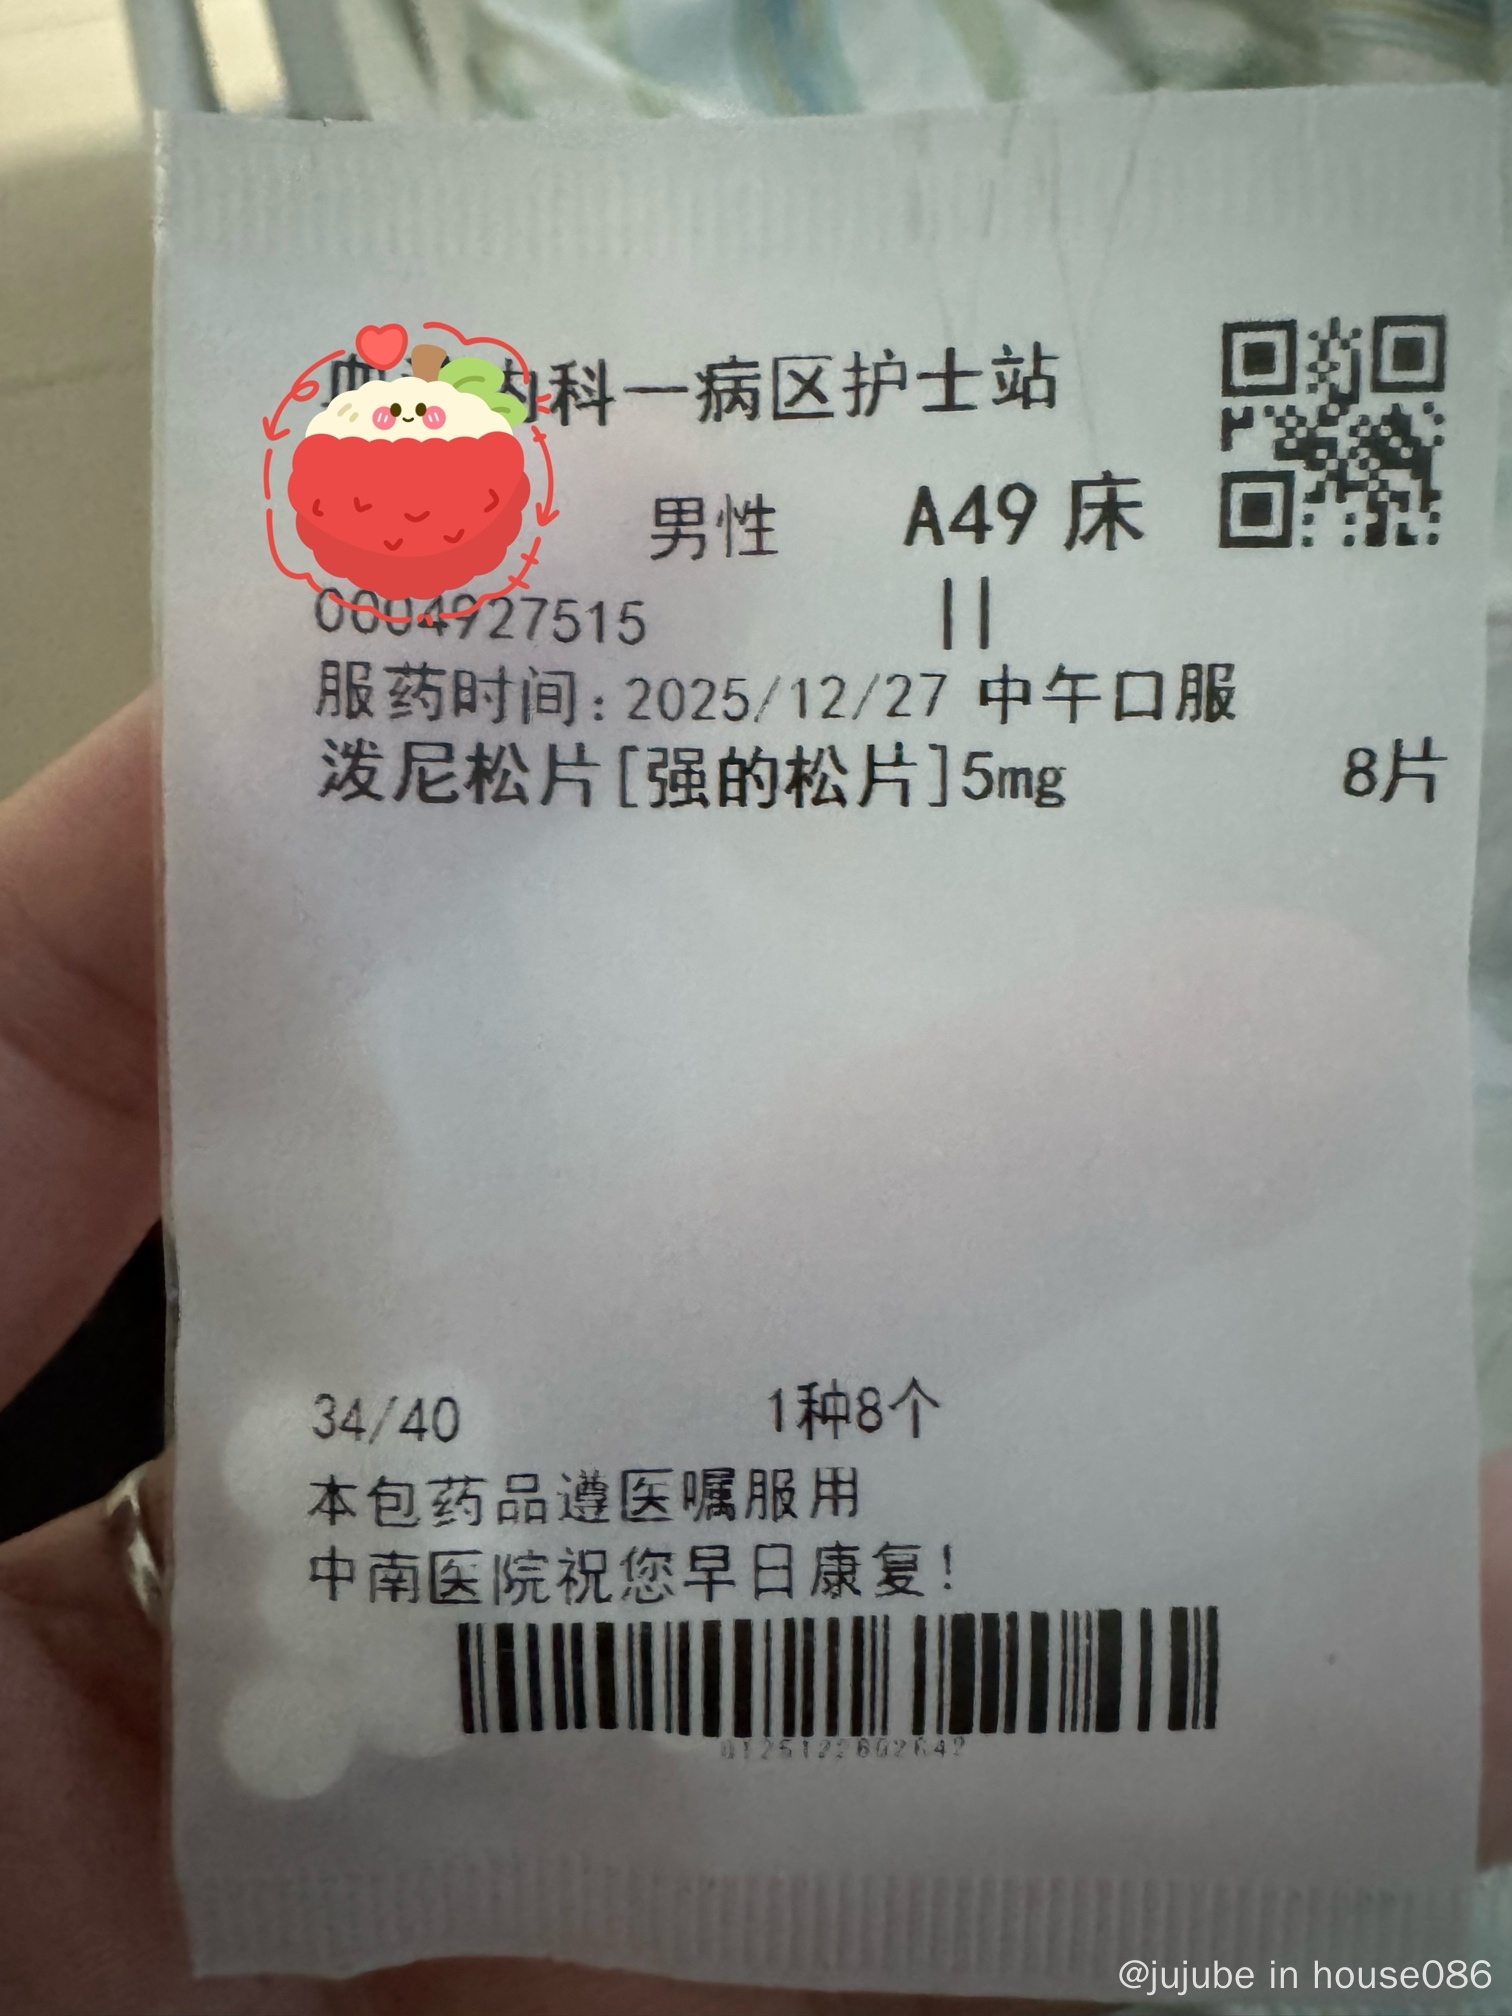 内科一病区护士站
男性 A49 床
0004927515 ||
服药时间:2025/12/27 中午口服
泼尼松片[强的松片]5mg 8片
34/40 1种8个
本包药品遵医嘱服用
中南医院祝您早日康复!
@jujube in house086